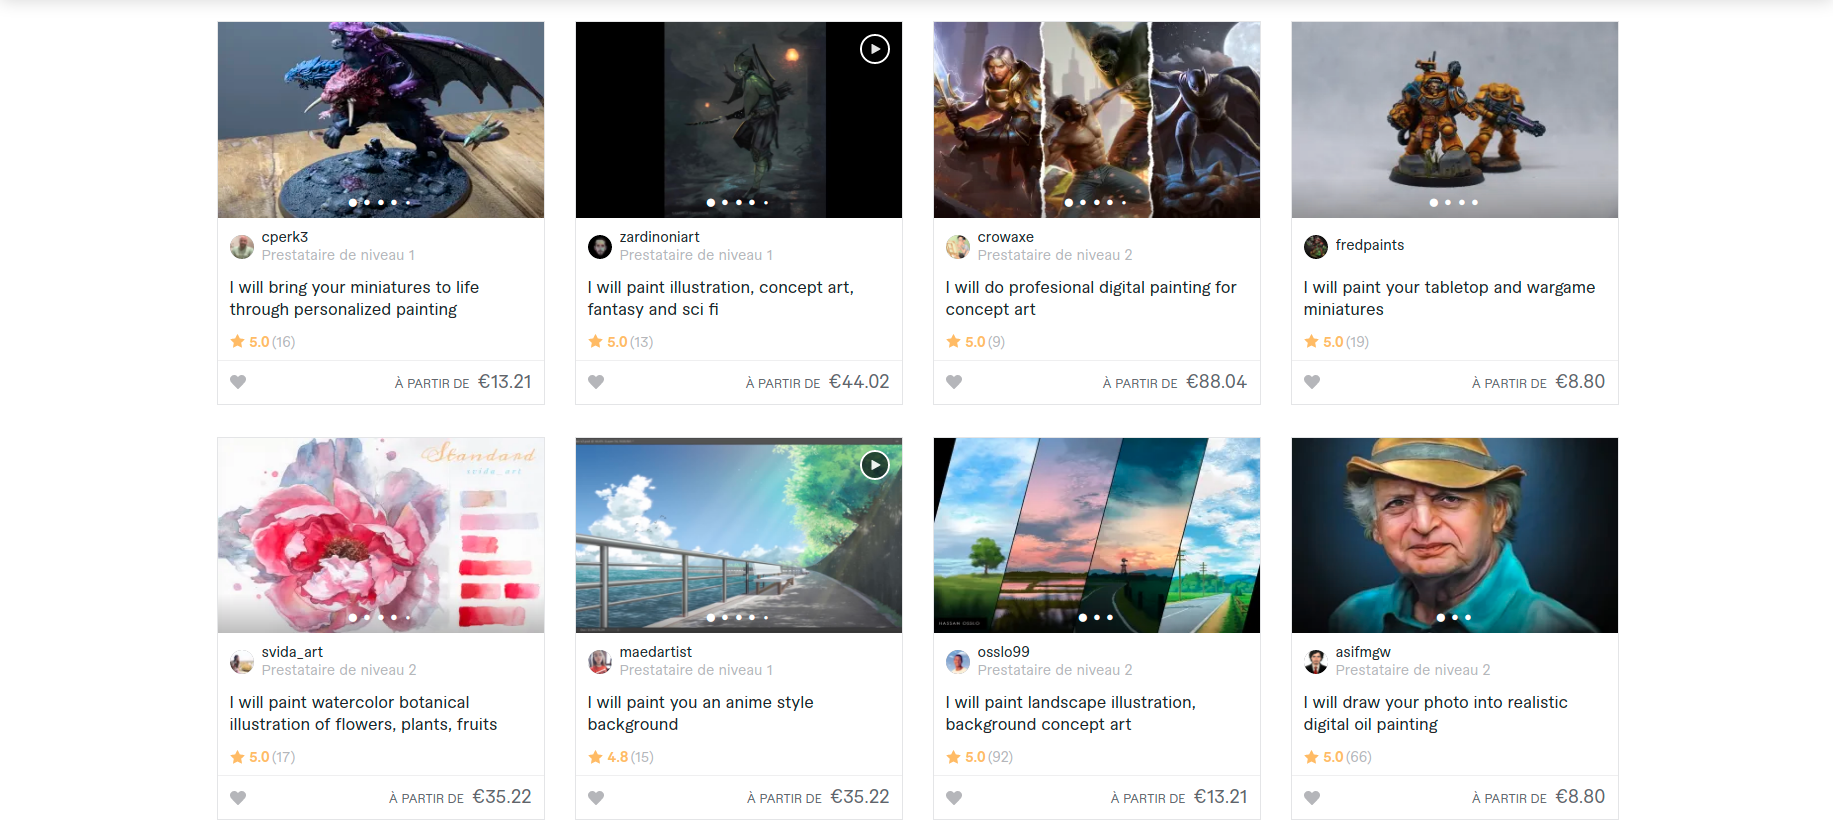 cperk3
Prestataire de niveau 1
I will bring your miniatures to life
through personalized painting
5.0 (16)
À PARTIR DE €13.21
zardinoniart
Prestataire de niveau 1
I will paint illustration, concept art,
fantasy and sci fi
5.0 (13)
À PARTIR DE €44.02
crowaxe
Prestataire de niveau 2
I will do profesional digital painting for
concept art
5.0 (9)
À PARTIR DE €88.04
fredpaints
I will paint your tabletop and wargame
miniatures
5.0 (19)
À PARTIR DE €8.80
Standard
svida_art
svida_art
Prestataire de niveau 2
I will paint watercolor botanical
illustration of flowers, plants, fruits
5.0 (17)
À PARTIR DE €35.22
maedartist
Prestataire de niveau 1
I will paint you an anime style
background
4.8 (15)
À PARTIR DE €35.22
HASSAN OSSLO
osslo99
Prestataire de niveau 2
I will paint landscape illustration,
background concept art
5.0 (92)
À PARTIR DE €13.21
asifmgw
Prestataire de niveau 2
I will draw your photo into realistic
digital oil painting
5.0 (66)
À PARTIR DE €8.80